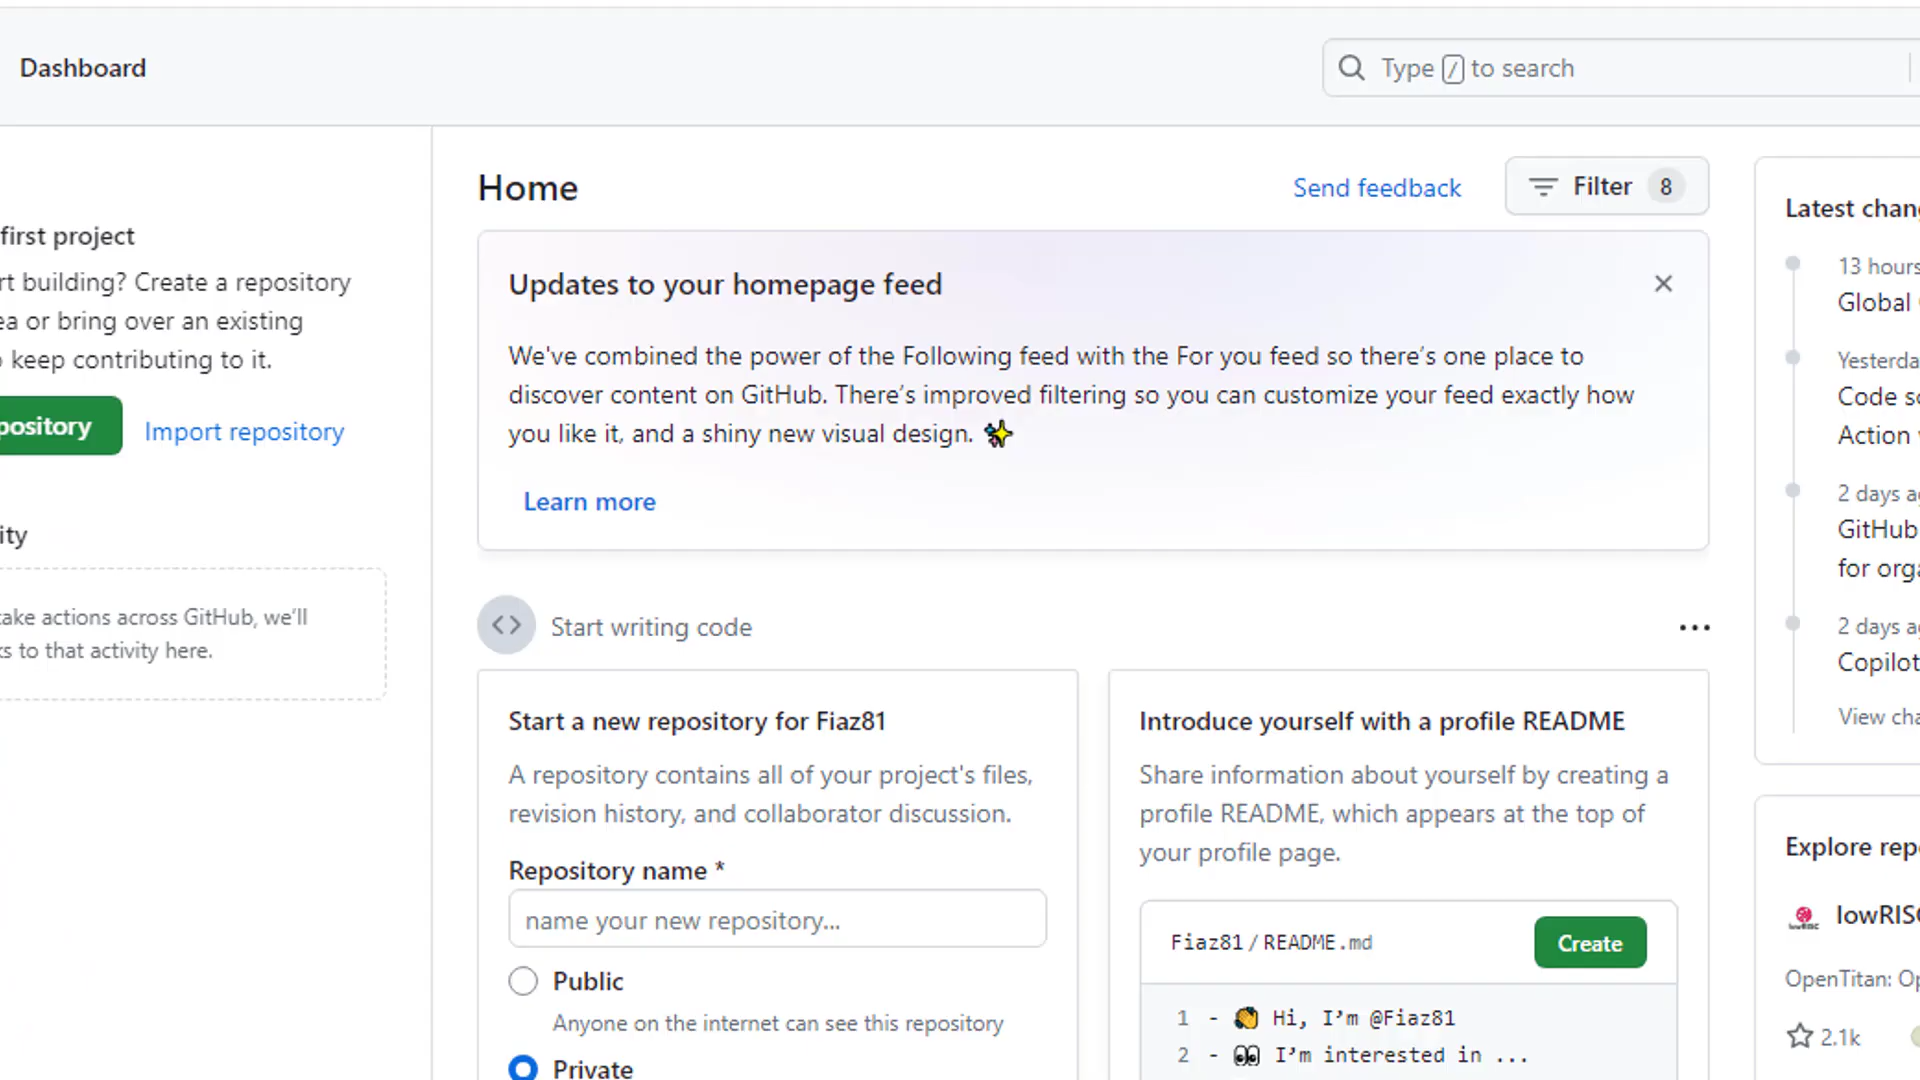 Dashboard
Type / to search
first project
rt building? Create a repository
ea or bring over an existing
o keep contributing to it.
pository
Import repository
ity
take actions across GitHub, we’ll
ks to that activity here.
Home
Send feedback
Filter 8
Updates to your homepage feed
We've combined the power of the Following feed with the For you feed so there’s one place to
discover content on GitHub. There’s improved filtering so you can customize your feed exactly how
you like it, and a shiny new visual design. ✨
Learn more
Start writing code
Start a new repository for Fiaz81
A repository contains all of your project's files,
revision history, and collaborator discussion.
Repository name *
name your new repository...
Public
Anyone on the internet can see this repository
Private
Introduce yourself with a profile README
Share information about yourself by creating a
profile README, which appears at the top of
your profile page.
Fiaz81/README.md
Create
1 - 👋 Hi, I’m @Fiaz81
2 - 👀 I’m interested in ...
Latest chang
13 hours
Global
Yesterda
Code sc
Action
2 days ag
GitHub
for orga
2 days ag
Copilot
View cha
Explore repo
lowRISC
OpenTitan: Op
2.1k